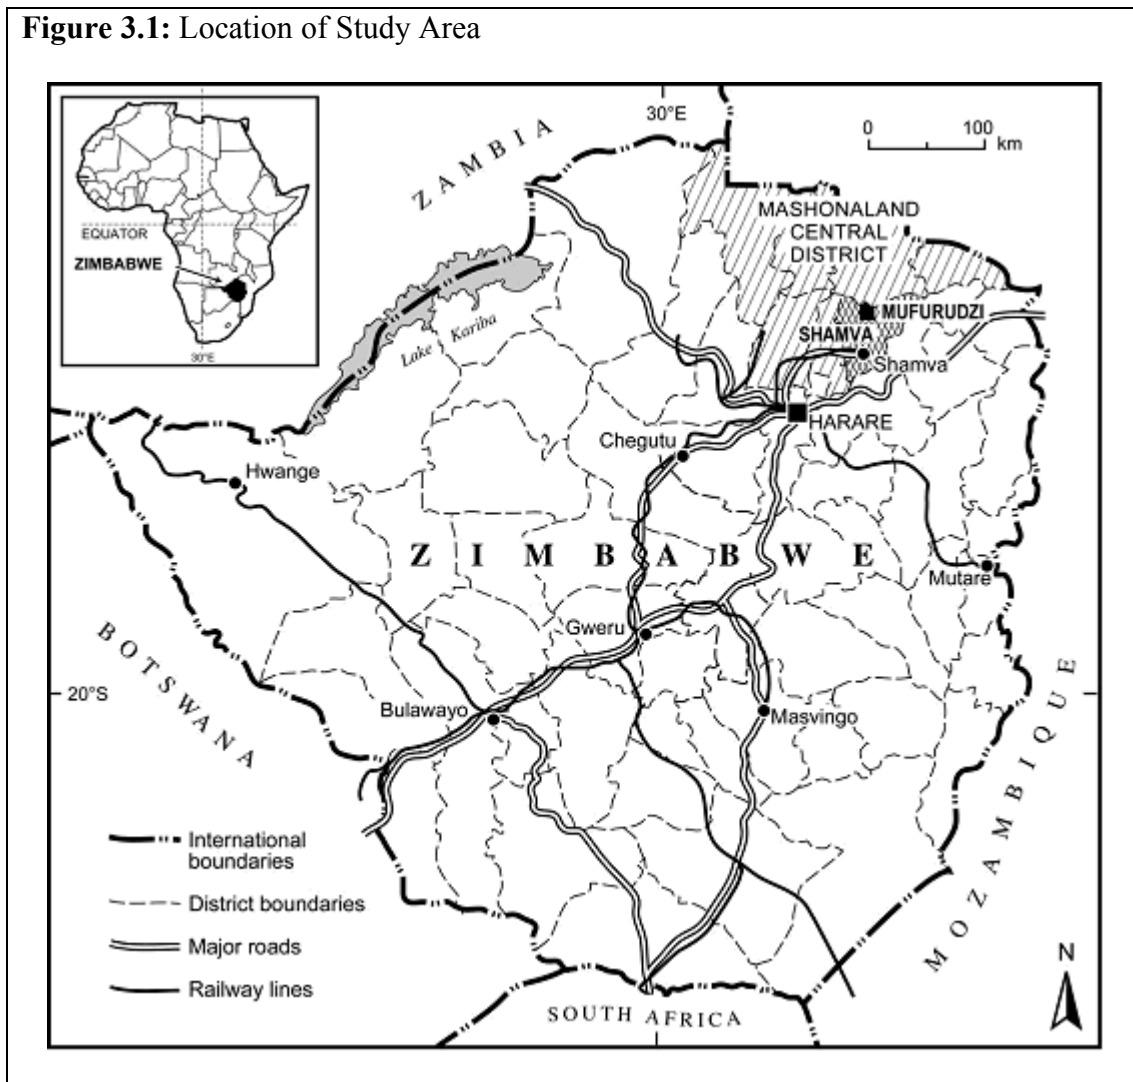 Figure 3.1: Location of Study Area
30°E
0 100
km
ZAMBIA
EQUATOR
ZIMBABWE
30°E
MASHONALAND
CENTRAL
DISTRICT
MUFURUDZI
SHAMVA
Shamva
Lake Kariba
HARARE
Chegutu
Hwange
ZIMBABWE
Mutare
Gweru
BOTSWANA
20°S
Bulawayo
Masvingo
MOZAMBIQUE
International
boundaries
District boundaries
Major roads
Railway lines
N
SOUTH AFRICA